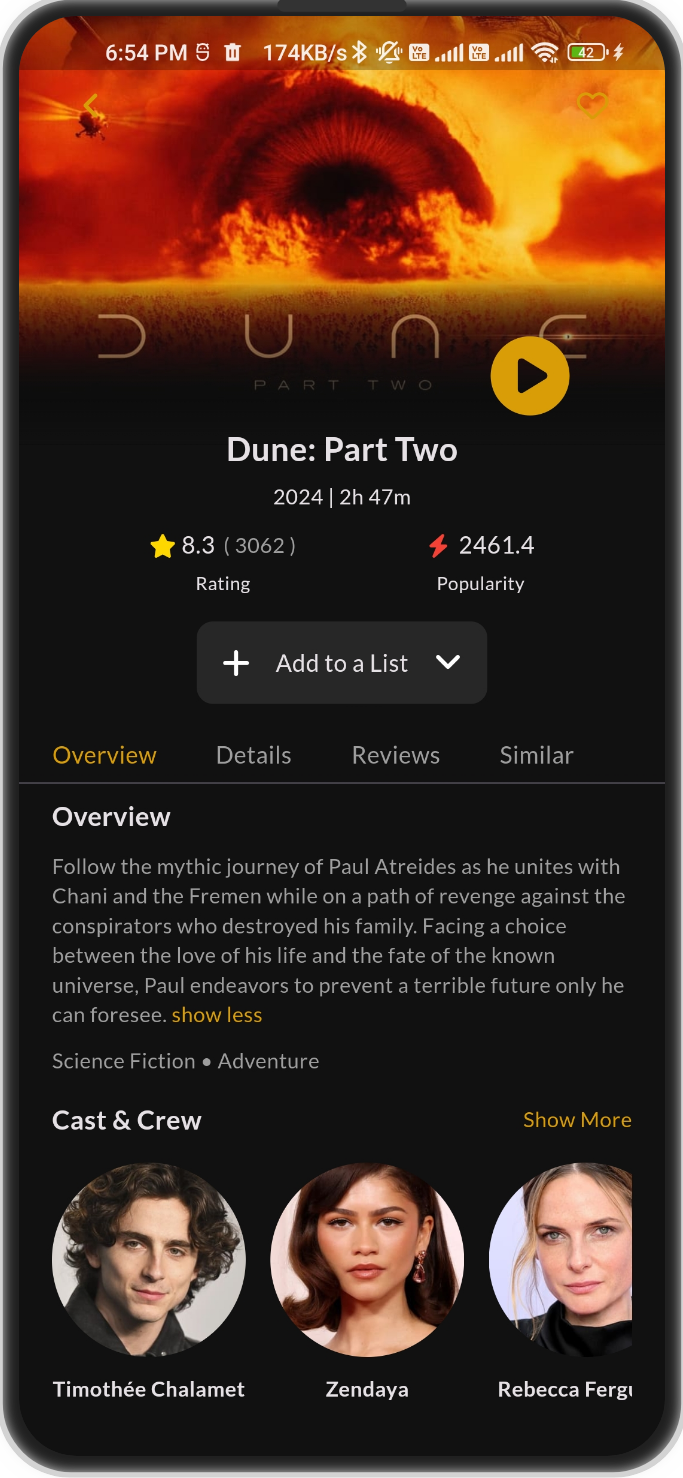 6:54 PM 174KB/s Vo LTE Vo LTE 42
DUNE
PART TWO
Dune: Part Two
2024 | 2h 47m
8.3 ( 3062 ) 2461.4
Rating Popularity
Add to a List
Overview Details Reviews Similar
Overview
Follow the mythic journey of Paul Atreides as he unites with
Chani and the Fremen while on a path of revenge against the
conspirators who destroyed his family. Facing a choice
between the love of his life and the fate of the known
universe, Paul endeavors to prevent a terrible future only he
can foresee. show less
Science Fiction • Adventure
Cast & Crew Show More
Timothée Chalamet Zendaya Rebecca Fergu